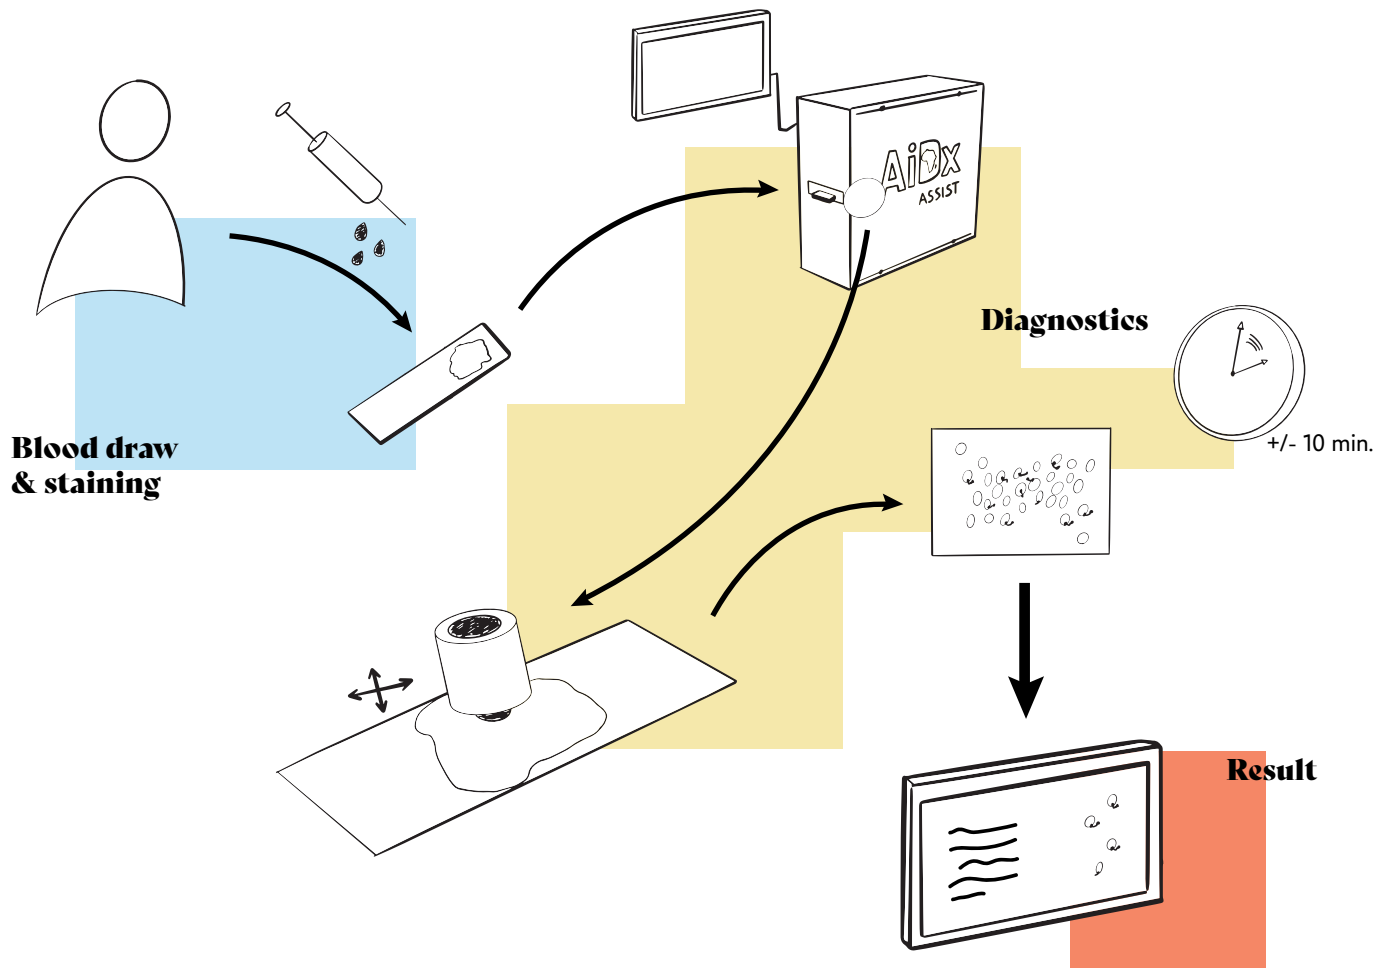 AiDx
ASSIST
Diagnostics
+/- 10 min.
Blood draw
& staining
Result